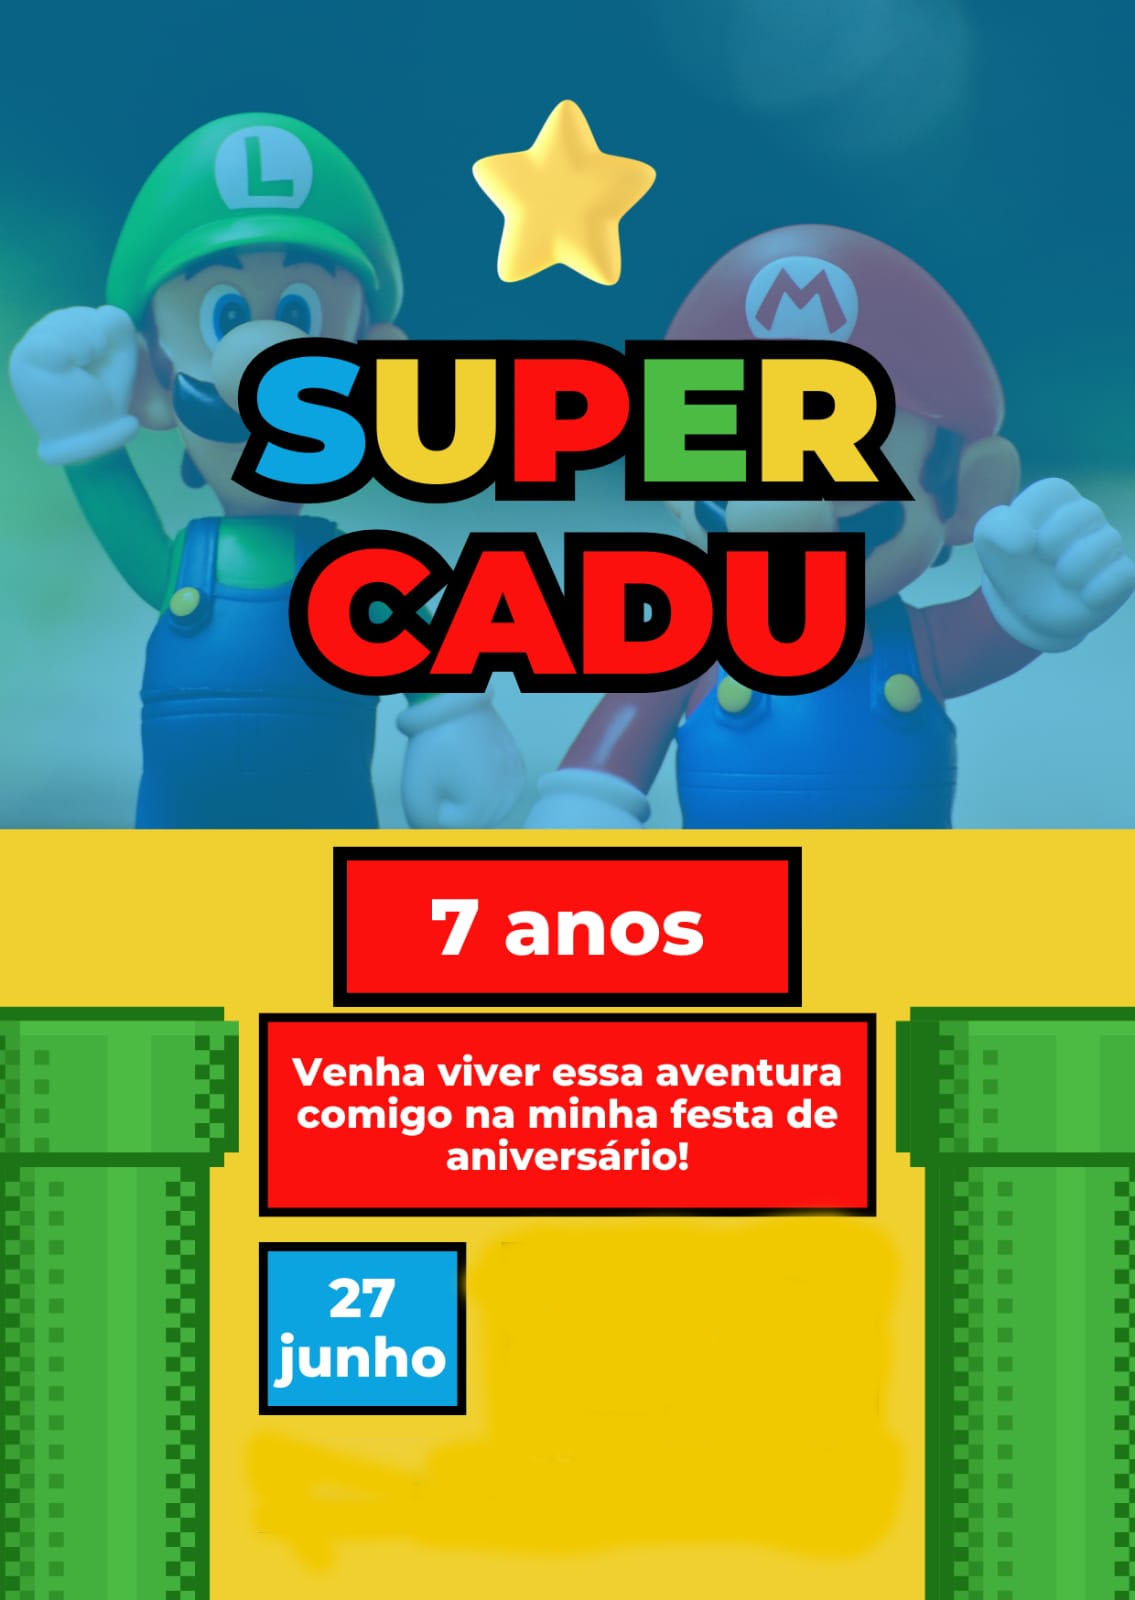 L
M
SUPER
CADU
7 anos
Venha viver essa aventura
comigo na minha festa de
aniversário!
27
junho